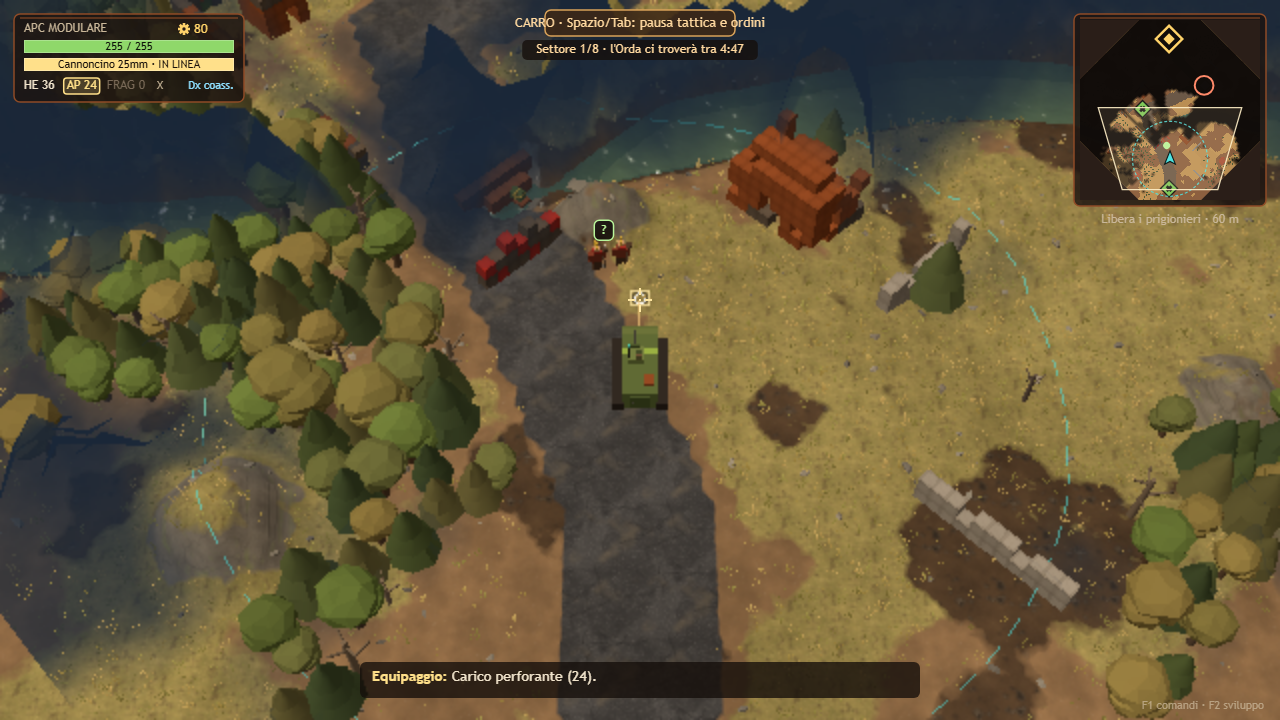 APC MODULARE
80
255 / 255
Cannoncino 25mm · IN LINEA
HE 36 AP 24 FRAG 0 X Dx coass.
CARRO · Spazio/Tab: pausa tattica e ordini
Settore 1/8 · l'Orda ci troverà tra 4:47
Libera i prigionieri · 60 m
?
Equipaggio: Carico perforante (24).
F1 comandi · F2 sviluppo